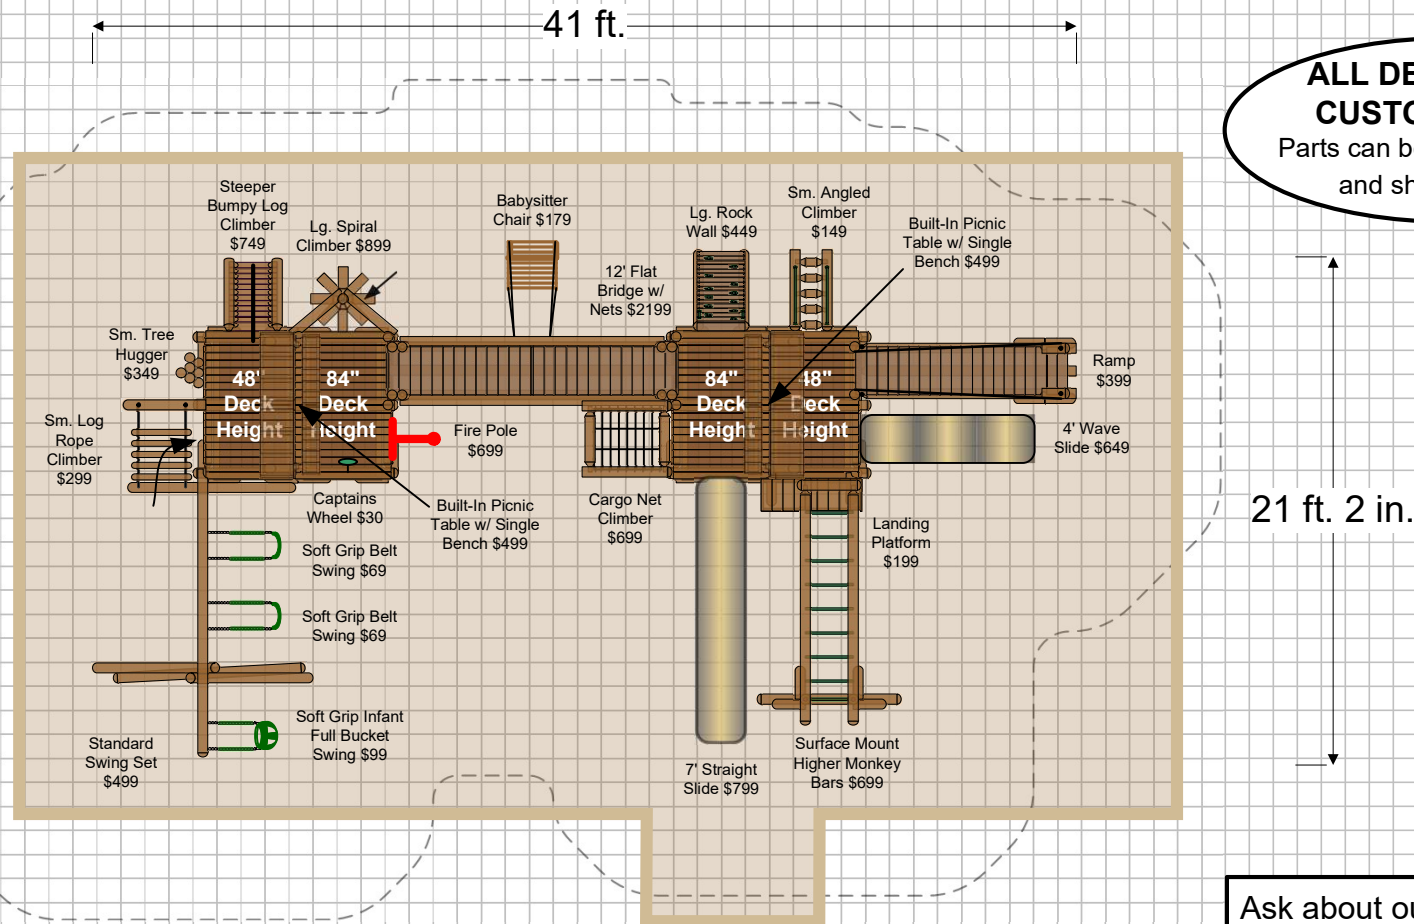 41 ft.
ALL DE
CUSTO
Parts can b
and sh
Steeper
Bumpy Log
Climber
$749
Lg. Spiral
Climber $899
Babysitter
Chair $179
12' Flat
Bridge w/
Nets $2199
Lg. Rock
Wall $449
Sm. Angled
Climber
$149
Built-In Picnic
Table w/ Single
Bench $499
Sm. Tree
Hugger
$349
48"
Deck
Height
84"
Deck
Height
84"
Deck
Height
48"
Deck
Height
Ramp
$399
Sm. Log
Rope
Climber
$299
Fire Pole
$699
4' Wave
Slide $649
Captains
Wheel $30
Built-In Picnic
Table w/ Single
Bench $499
Cargo Net
Climber
$699
Landing
Platform
$199
21 ft. 2 in.
Soft Grip Belt
Swing $69
Soft Grip Belt
Swing $69
Soft Grip Infant
Full Bucket
Swing $99
Standard
Swing Set
$499
7' Straight
Slide $799
Surface Mount
Higher Monkey
Bars $699
Ask about ou